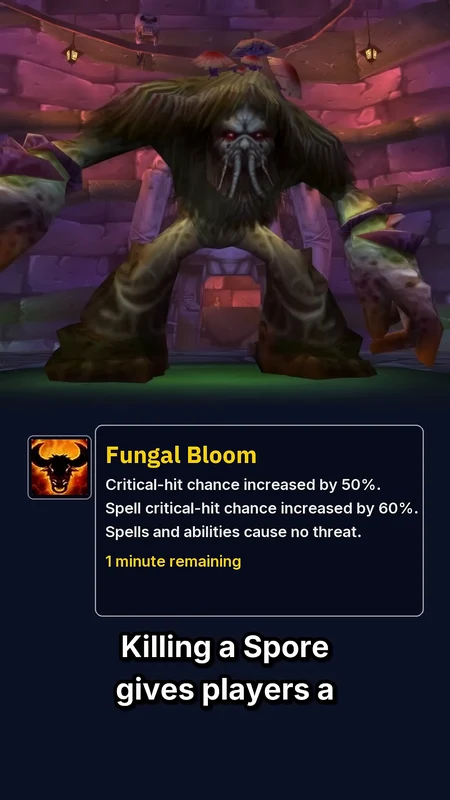 Fungal Bloom
Critical-hit chance increased by 50%.
Spell critical-hit chance increased by 60%.
Spells and abilities cause no threat.
1 minute remaining
Killing a Spore
gives players a